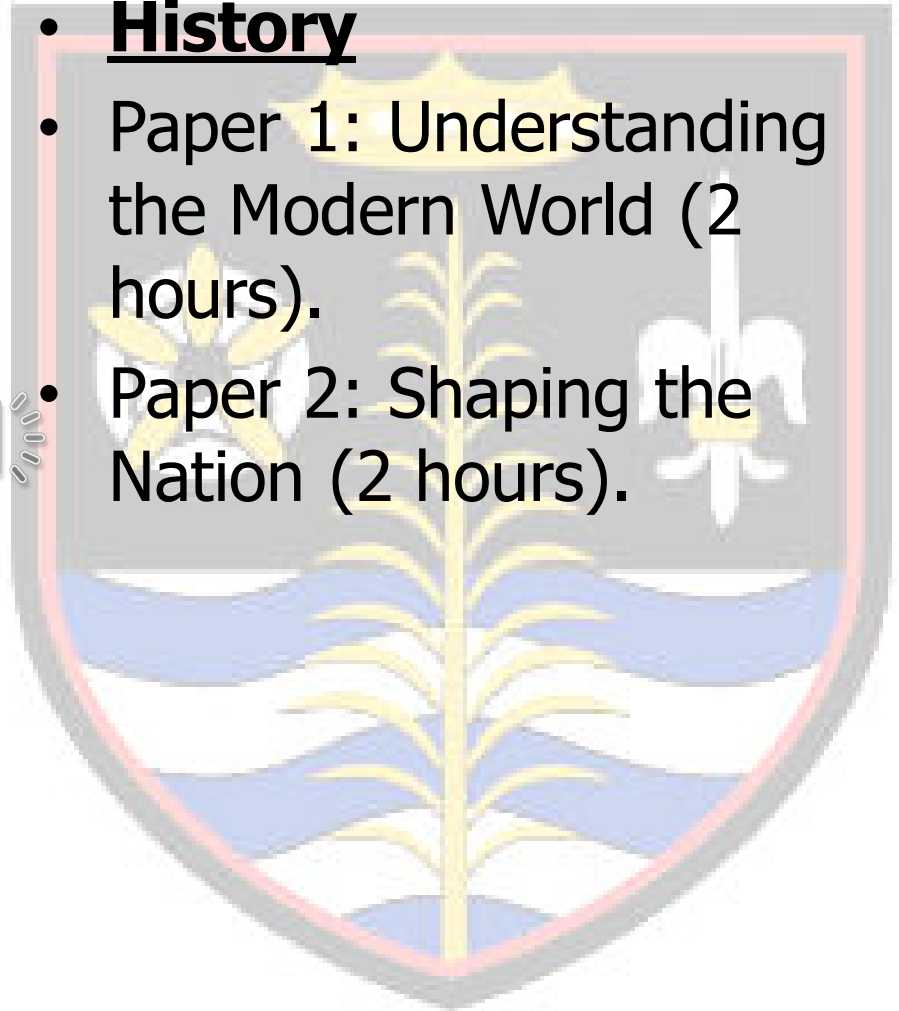 • History
• Paper 1: Understanding
the Modern World (2
hours).
• Paper 2: Shaping the
Nation (2 hours).